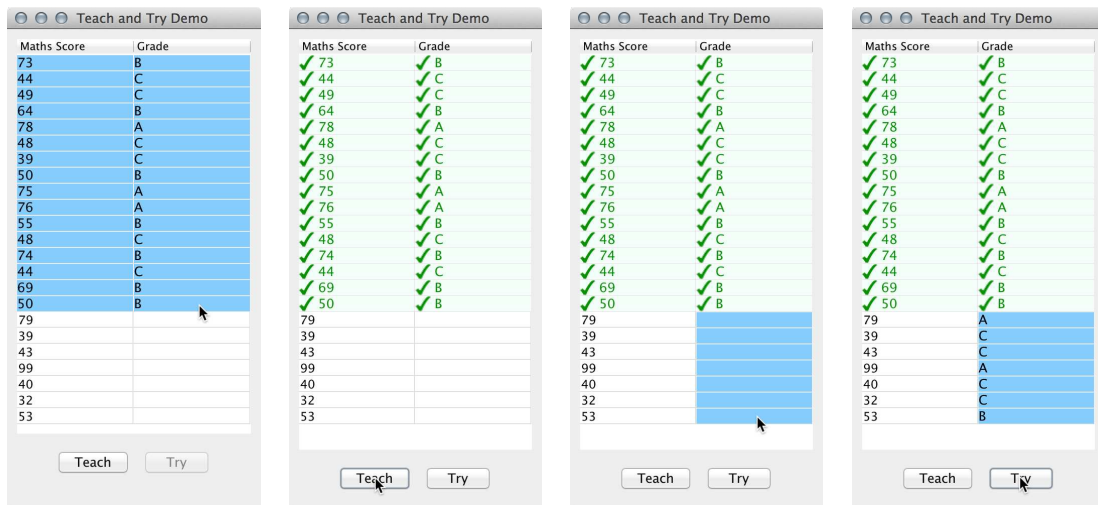 Teach and Try Demo
Maths Score Grade
73 B
44 C
49 C
64 B
78 A
48 C
39 C
50 B
75 A
76 A
55 B
48 C
74 B
44 C
69 B
50 B
79
39
43
99
40
32
53
Teach Try
Teach and Try Demo
Maths Score Grade
73 B
44 C
49 C
64 B
78 A
48 C
39 C
50 B
75 A
76 A
55 B
48 C
74 B
44 C
69 B
50 B
79
39
43
99
40
32
53
Teach Try
Teach and Try Demo
Maths Score Grade
73 B
44 C
49 C
64 B
78 A
48 C
39 C
50 B
75 A
76 A
55 B
48 C
74 B
44 C
69 B
50 B
79
39
43
99
40
32
53
Teach Try
Teach and Try Demo
Maths Score Grade
73 B
44 C
49 C
64 B
78 A
48 C
39 C
50 B
75 A
76 A
55 B
48 C
74 B
44 C
69 B
50 B
79 A
39 C
43 C
99 A
40 C
32 C
53 B
Teach Try